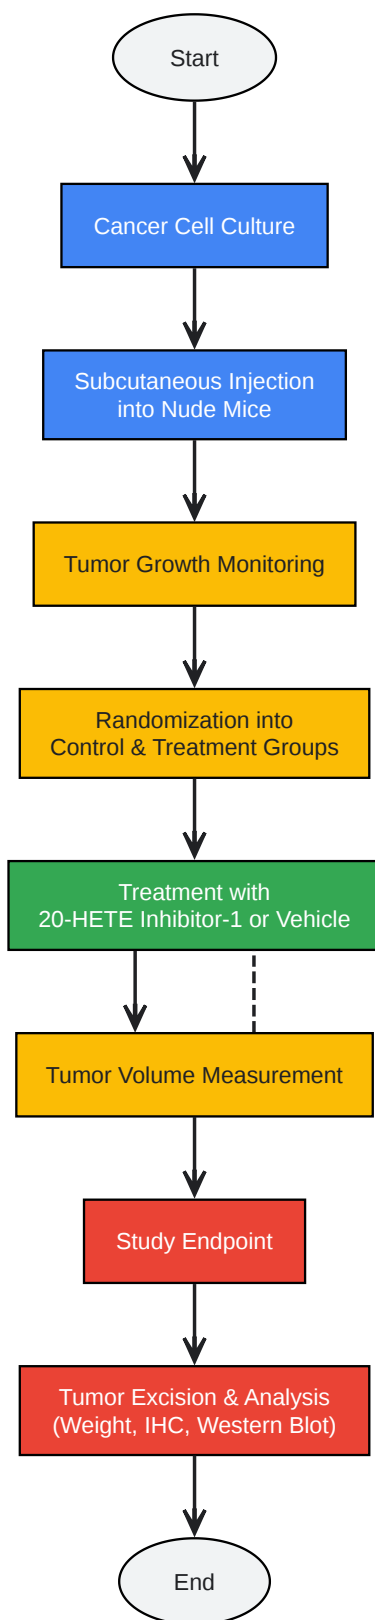 Start
Cancer Cell Culture
Subcutaneous Injection
into Nude Mice
Tumor Growth Monitoring
Randomization into
Control & Treatment Groups
Treatment with
20-HETE Inhibitor-1 or Vehicle
Tumor Volume Measurement
Study Endpoint
Tumor Excision & Analysis
(Weight, IHC, Western Blot)
End